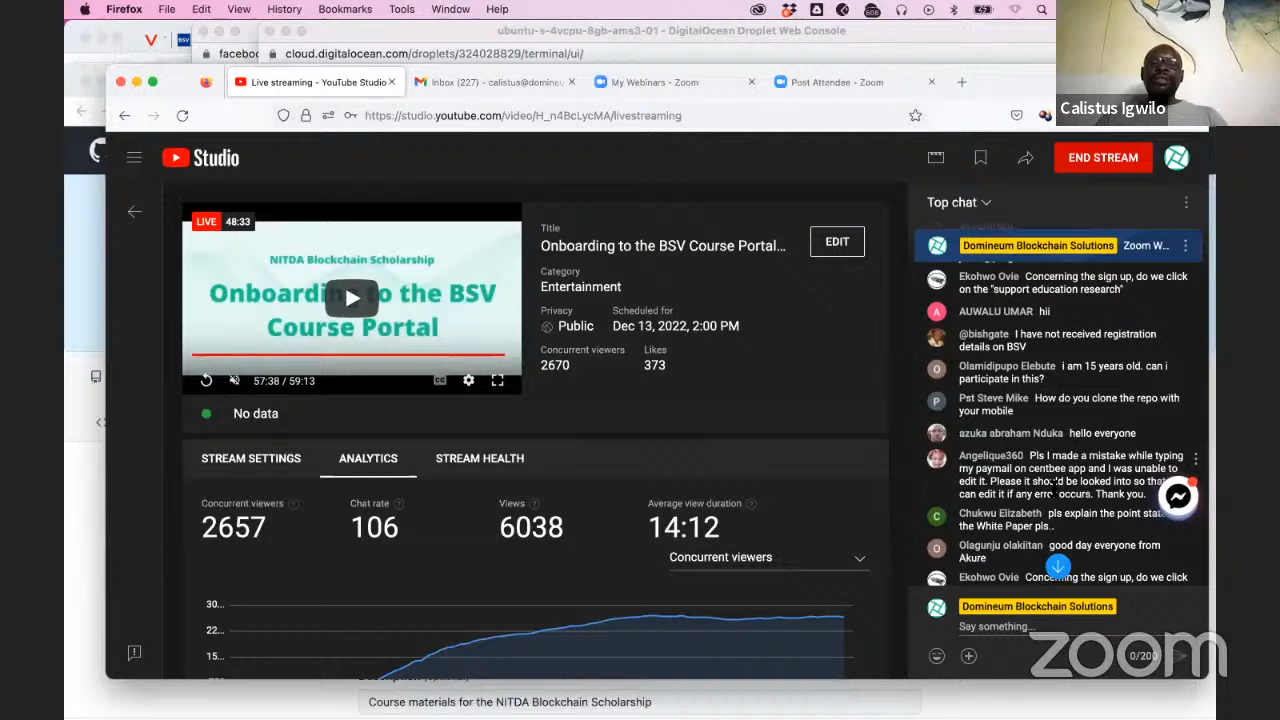 Firefox File Edit View History Bookmarks Tools Window Help
608
ubuntu-s-4vcpu-8gb-ams3-01 - DigitalOcean Droplet Web Console
BSV
faceboo
cloud.digitalocean.com/droplets/324028829/terminal/ui/
Live streaming - YouTube Studio
Inbox (227) - calistus@domine
My Webinars - Zoom
Post Attendee - Zoom
Calistus Igwilo
https://studio.youtube.com/video/H_n4BcLycMA/livestreaming
Studio
END STREAM
LIVE 48:33
NITDA Blockchain Scholarship
Onboarding to the BSV
Course Portal
57:38 / 59:13
No data
Title
Onboarding to the BSV Course Portal...
EDIT
Category
Entertainment
Privacy
Public
Scheduled for
Dec 13, 2022, 2:00 PM
Concurrent viewers
2670
Likes
373
STREAM SETTINGS
ANALYTICS
STREAM HEALTH
Concurrent viewers
2657
Chat rate
106
Views
6038
Average view duration
14:12
Concurrent viewers
30...
22...
15...
Course materials for the NITDA Blockchain Scholarship
Top chat
Domineum Blockchain Solutions Zoom W...
Ekohwo Ovie Concerning the sign up, do we click
on the "support education research"
AUWALU UMAR hii
@bishgate I have not received registration
details on BSV
Olamidipupo Elebute i am 15 years old. can i
participate in this?
Pst Steve Mike How do you clone the repo with
your mobile
azuka abraham Nduka hello everyone
Angelique360 Pls I made a mistake while typing
my paymail on centbee app and I was unable to
edit it. Please it should be looked into so that
can edit it if any error occurs. Thank you.
Chukwu Elizabeth pls explain the point stat
the White Paper pls..
Olagunju olakiitan good day everyone from
Akure
Ekohwo Ovie Concerning the sign up, do we click
Domineum Blockchain Solutions
Say something...
0/200
zoom